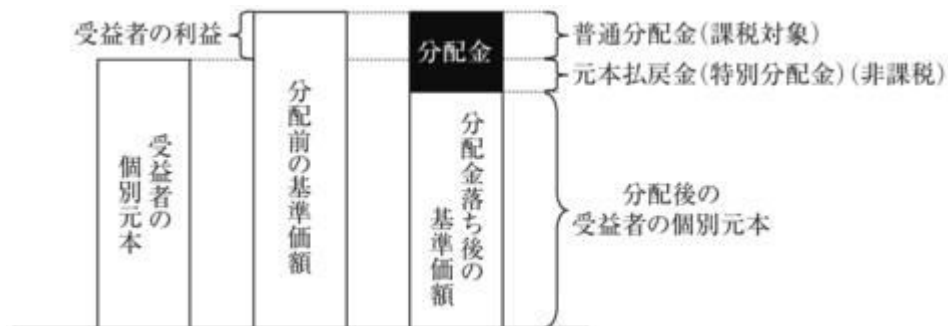 受益者の利益
分配金
普通分配金(課税対象)
元本払戻金(特別分配金)(非課税)
受益者の
個別元本
分配前の基準価額
分配金落ち後の
基準価額
分配後の
受益者の個別元本